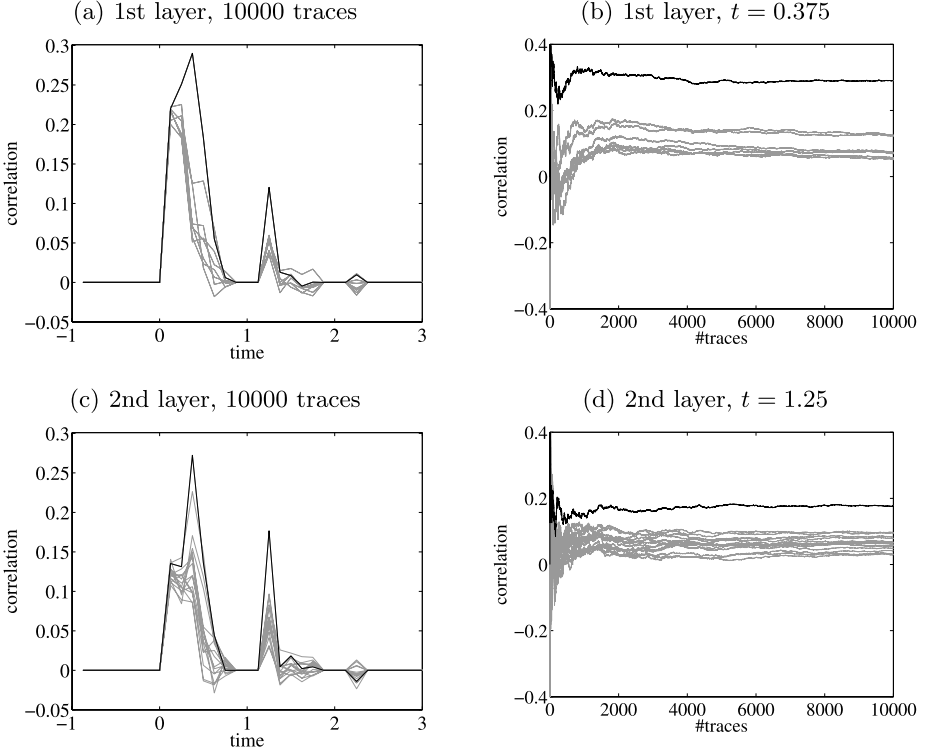 (a) 1st layer, 10000 traces
0.3
0.25
0.2
0.15
0.1
0.05
0
−0.05
correlation
−1 0 1 2 3
time
(b) 1st layer, t = 0.375
0.4
0.2
0
−0.2
−0.4
correlation
0 2000 4000 6000 8000 10000
#traces
(c) 2nd layer, 10000 traces
0.3
0.25
0.2
0.15
0.1
0.05
0
−0.05
correlation
−1 0 1 2 3
time
(d) 2nd layer, t = 1.25
0.4
0.2
0
−0.2
−0.4
correlation
0 2000 4000 6000 8000 10000
#traces